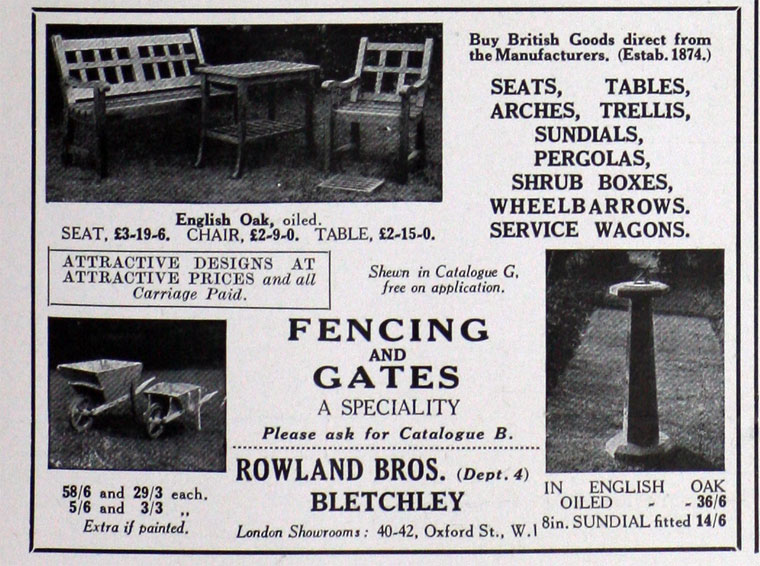 Buy British Goods direct from
the Manufacturers. (Estab. 1874.)
SEATS, TABLES,
ARCHES, TRELLIS,
SUNDIALS,
PERGOLAS,
SHRUB BOXES,
WHEELBARROWS.
SERVICE WAGONS.
English Oak, oiled.
SEAT, £3-19-6. CHAIR, £2-9-0. TABLE, £2-15-0.
ATTRACTIVE DESIGNS AT
ATTRACTIVE PRICES and all
Carriage Paid.
Shewn in Catalogue G,
free on application.
FENCING
AND
GATES
A SPECIALITY
Please ask for Catalogue B.
ROWLAND BROS. (Dept. 4)
BLETCHLEY
London Showrooms: 40-42, Oxford St., W.1
58/6 and 29/3 each.
5/6 and 3/3 ,,
Extra if painted.
IN ENGLISH OAK
OILED - - 36/6
8in. SUNDIAL fitted 14/6